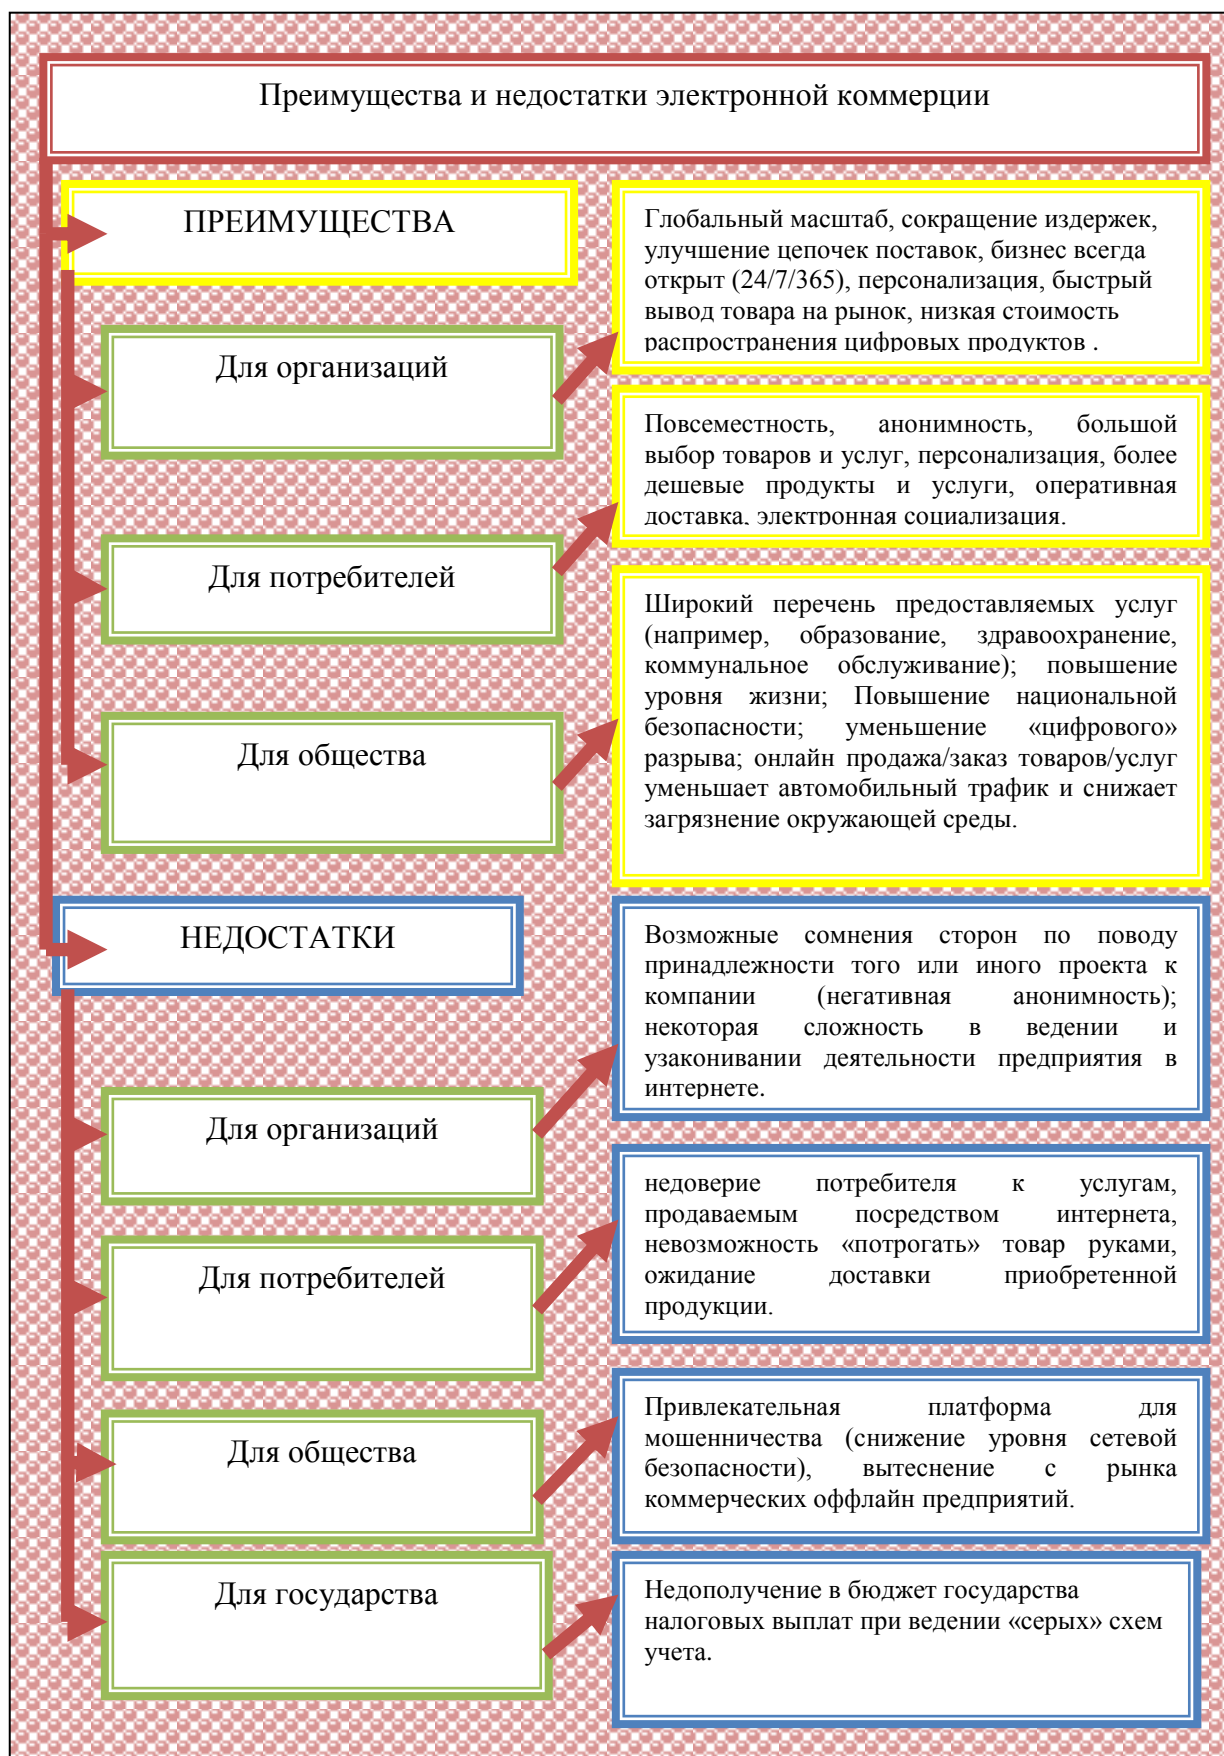 Преимущества и недостатки электронной коммерции
ПРЕИМУЩЕСТВА
Для организаций
Глобальный масштаб, сокращение издержек,
улучшение цепочек поставок, бизнес всегда
открыт (24/7/365), персонализация, быстрый
вывод товара на рынок, низкая стоимость
распространения цифровых продуктов .
Для потребителей
Повсеместность, анонимность, большой
выбор товаров и услуг, персонализация, более
дешевые продукты и услуги, оперативная
доставка, электронная социализация.
Для общества
Широкий перечень предоставляемых услуг
(например, образование, здравоохранение,
коммунальное обслуживание); повышение
уровня жизни; Повышение национальной
безопасности; уменьшение «цифрового»
разрыва; онлайн продажа/заказ товаров/услуг
уменьшает автомобильный трафик и снижает
загрязнение окружающей среды.
НЕДОСТАТКИ
Для организаций
Возможные сомнения сторон по поводу
принадлежности того или иного проекта к
компании (негативная анонимность);
некоторая сложность в ведении и
узаконивании деятельности предприятия в
интернете.
Для потребителей
недоверие потребителя к услугам,
продаваемым посредством интернета,
невозможность «потрогать» товар руками,
ожидание доставки приобретенной
продукции.
Для общества
Привлекательная платформа для
мошенничества (снижение уровня сетевой
безопасности), вытеснение с рынка
коммерческих оффлайн предприятий.
Для государства
Недополучение в бюджет государства
налоговых выплат при ведении «серых» схем
учета.